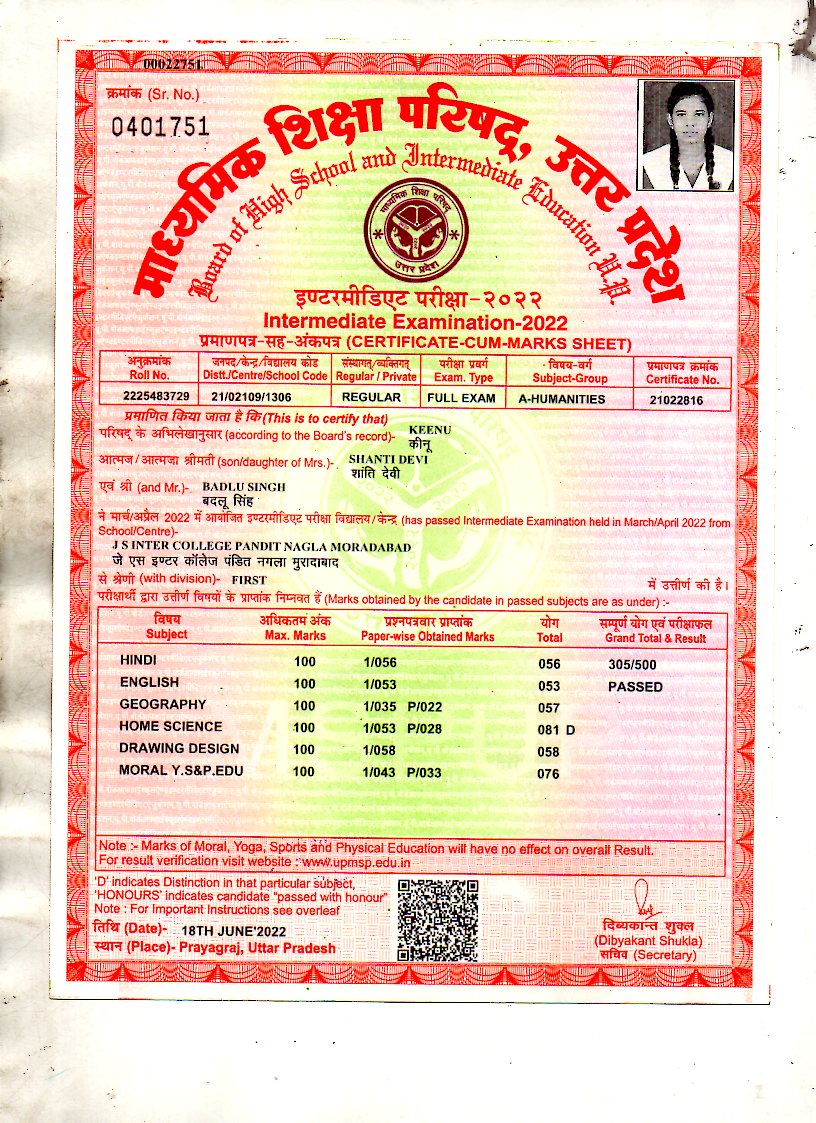 00022751
क्रमांक (Sr. No.)
0401751
माध्यमिक शिक्षा परिषद्, उत्तर प्रदेश
Board of High School and Intermediate Education U.P.
माध्यमिक शिक्षा परिषद
उत्तर प्रदेश
इण्टरमीडिएट परीक्षा-२०२२
Intermediate Examination-2022
प्रमाणपत्र-सह-अंकपत्र (CERTIFICATE-CUM-MARKS SHEET)
अनुक्रमांक जनपद/केन्द्र/विद्यालय कोड संस्थागत/व्यक्तिगत परीक्षा प्रवर्ग विषय-वर्ग प्रमाणपत्र क्रमांक
Roll No. Distt./Centre/School Code Regular / Private Exam. Type Subject-Group Certificate No.
2225483729 21/02109/1306 REGULAR FULL EXAM A-HUMANITIES 21022816
प्रमाणित किया जाता है कि (This is to certify that)
परिषद के अभिलेखानुसार (according to the Board's record)- KEENU
कीनू
आत्मज/आत्मजा श्रीमती (son/daughter of Mrs.)- SHANTI DEVI
शांति देवी
एवं श्री (and Mr.)- BADLU SINGH
बदलू सिंह
ने मार्च/अप्रैल 2022 में आयोजित इण्टरमीडिएट परीक्षा विद्यालय/केन्द्र (has passed Intermediate Examination held in March/April 2022 from
School/Centre)-
J S INTER COLLEGE PANDIT NAGLA MORADABAD
जे एस इण्टर कॉलेज पंडित नगला मुरादाबाद
से श्रेणी (with division)- FIRST में उत्तीर्ण की है।
परीक्षार्थी द्वारा उत्तीर्ण विषयों के प्राप्तांक निम्नवत हैं (Marks obtained by the candidate in passed subjects are as under) :-
विषय अधिकतम अंक प्रश्नपत्रवार प्राप्तांक योग सम्पूर्ण योग एवं परीक्षाफल
Subject Max. Marks Paper-wise Obtained Marks Total Grand Total & Result
HINDI 100 1/056 056 305/500
ENGLISH 100 1/053 053 PASSED
GEOGRAPHY 100 1/035 P/022 057
HOME SCIENCE 100 1/053 P/028 081 D
DRAWING DESIGN 100 1/058 058
MORAL Y.S&P.EDU 100 1/043 P/033 076
Note :- Marks of Moral, Yoga, Sports and Physical Education will have no effect on overall Result.
For result verification visit website : www.upmsp.edu.in
'D' indicates Distinction in that particular subject,
'HONOURS' indicates candidate "passed with honour"
Note : For Important Instructions see overleaf
तिथि (Date)- 18TH JUNE'2022
स्थान (Place)- Prayagraj, Uttar Pradesh
दिब्यकान्त शुक्ल
(Dibyakant Shukla)
सचिव (Secretary)